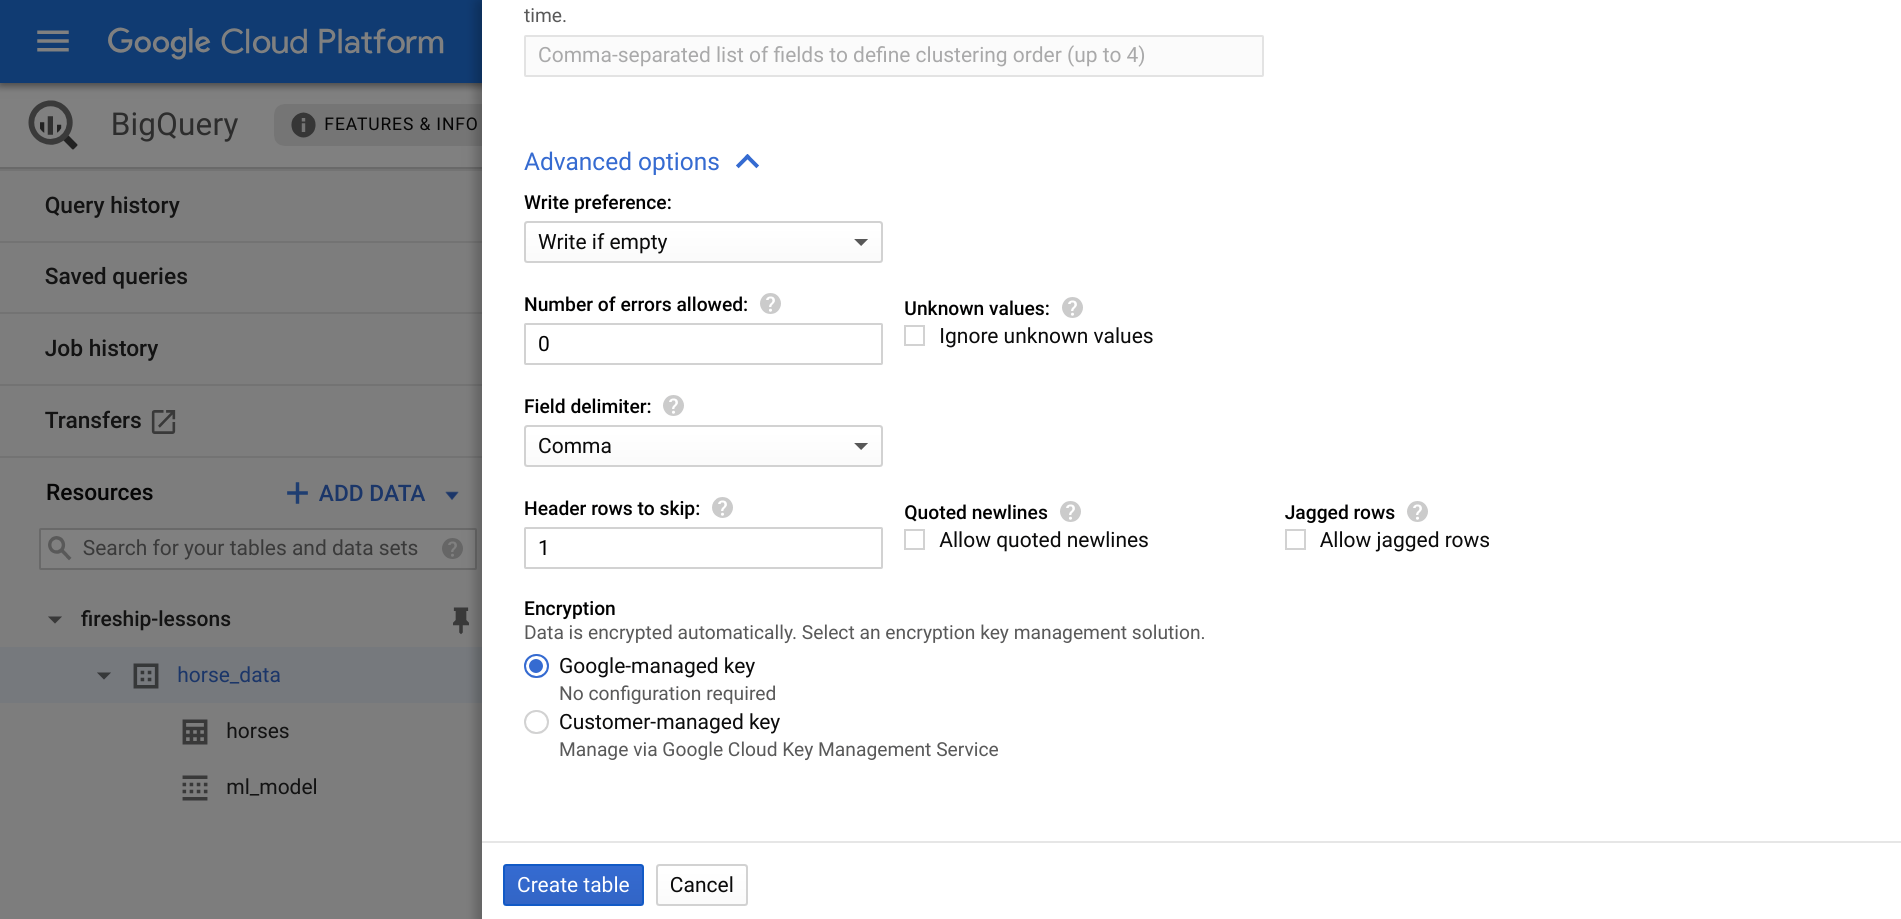 Google Cloud Platform
BigQuery
FEATURES & INFO
Query history
Saved queries
Job history
Transfers
Resources
ADD DATA
Search for your tables and data sets
fireship-lessons
horse_data
horses
ml_model
time.
Comma-separated list of fields to define clustering order (up to 4)
Advanced options
Write preference:
Write if empty
Number of errors allowed:
0
Unknown values:
Ignore unknown values
Field delimiter:
Comma
Header rows to skip:
1
Quoted newlines
Allow quoted newlines
Jagged rows
Allow jagged rows
Encryption
Data is encrypted automatically. Select an encryption key management solution.
Google-managed key
No configuration required
Customer-managed key
Manage via Google Cloud Key Management Service
Create table
Cancel